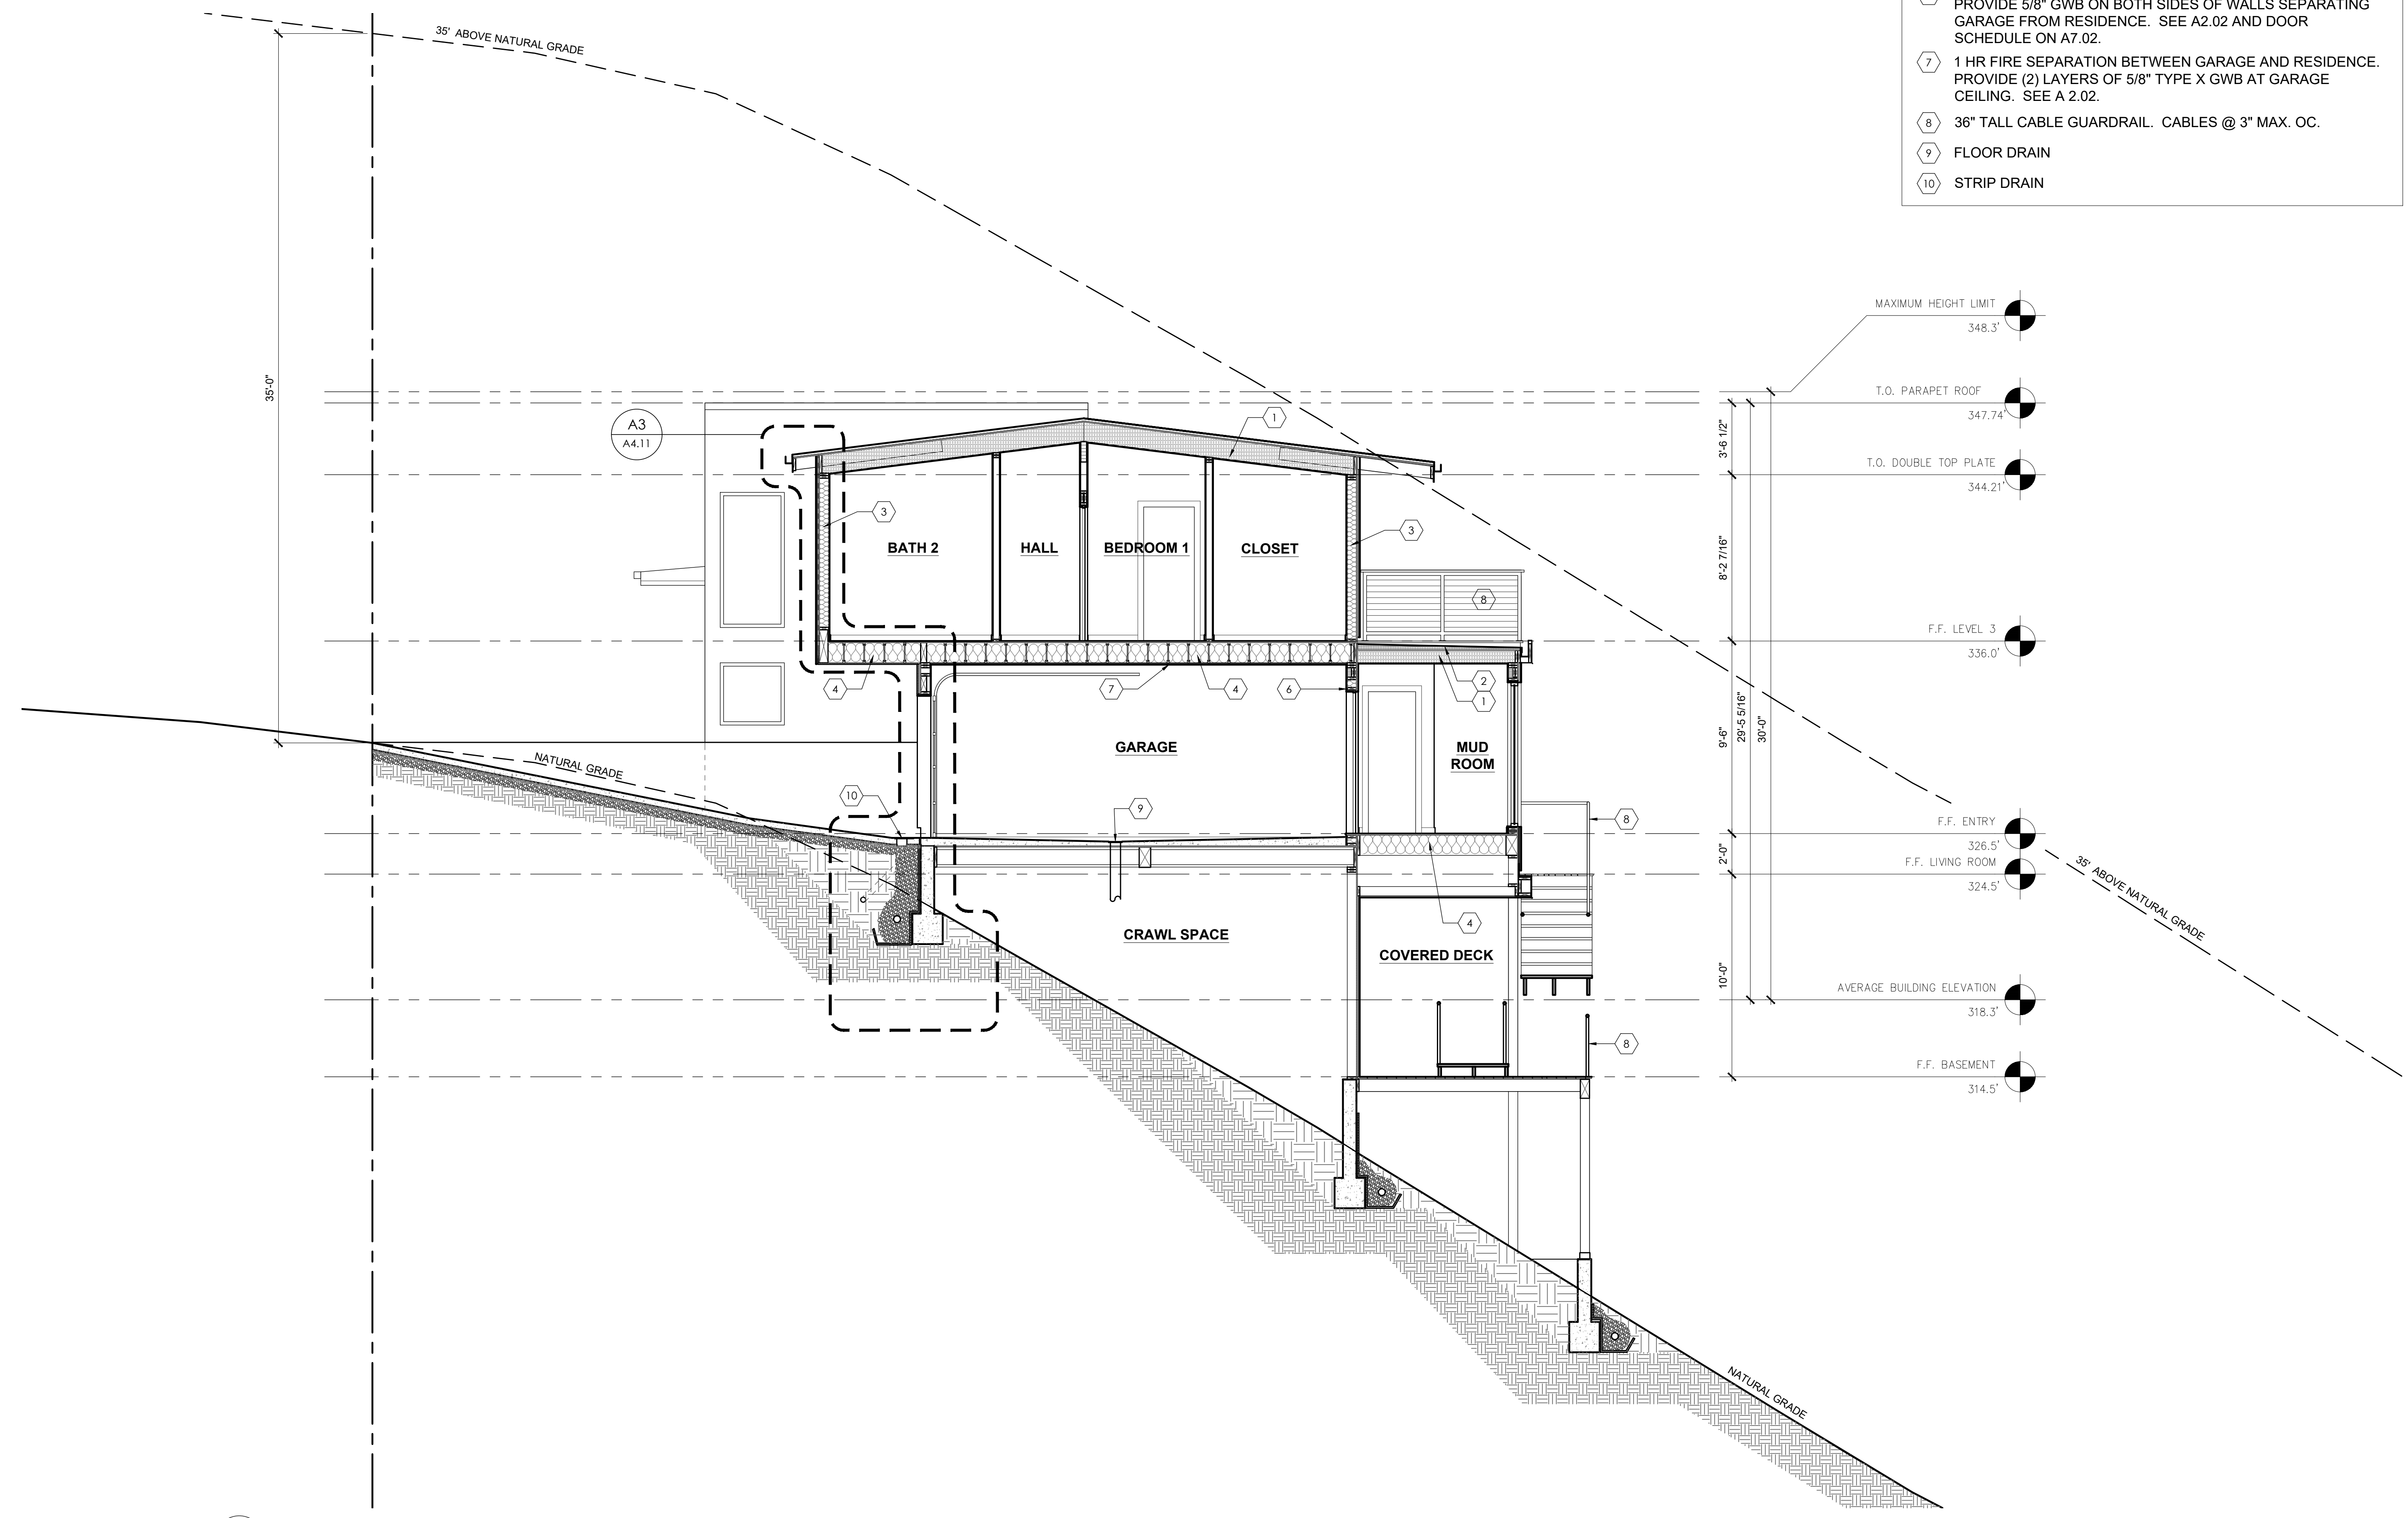 PROVIDE 5/8" GWB ON BOTH SIDES OF WALLS SEPARATING
GARAGE FROM RESIDENCE. SEE A2.02 AND DOOR
SCHEDULE ON A7.02.
7 1 HR FIRE SEPARATION BETWEEN GARAGE AND RESIDENCE.
PROVIDE (2) LAYERS OF 5/8" TYPE X GWB AT GARAGE
CEILING. SEE A 2.02.
8 36" TALL CABLE GUARDRAIL. CABLES @ 3" MAX. OC.
9 FLOOR DRAIN
10 STRIP DRAIN
35' ABOVE NATURAL GRADE
35'-0"
MAXIMUM HEIGHT LIMIT
348.3'
T.O. PARAPET ROOF
347.74'
3'-6 1/2"
T.O. DOUBLE TOP PLATE
344.21'
A3
A4.11
1
3
3
BATH 2
HALL
BEDROOM 1
CLOSET
8'-2 7/16"
8
F.F. LEVEL 3
336.0'
4
7
4
6
2
1
29'-5 5/16"
30'-0"
9'-6"
GARAGE
MUD
ROOM
NATURAL GRADE
10
9
8
F.F. ENTRY
326.5'
2'-0"
F.F. LIVING ROOM
324.5'
35' ABOVE NATURAL GRADE
4
CRAWL SPACE
COVERED DECK
10'-0"
AVERAGE BUILDING ELEVATION
318.3'
8
F.F. BASEMENT
314.5'
NATURAL GRADE